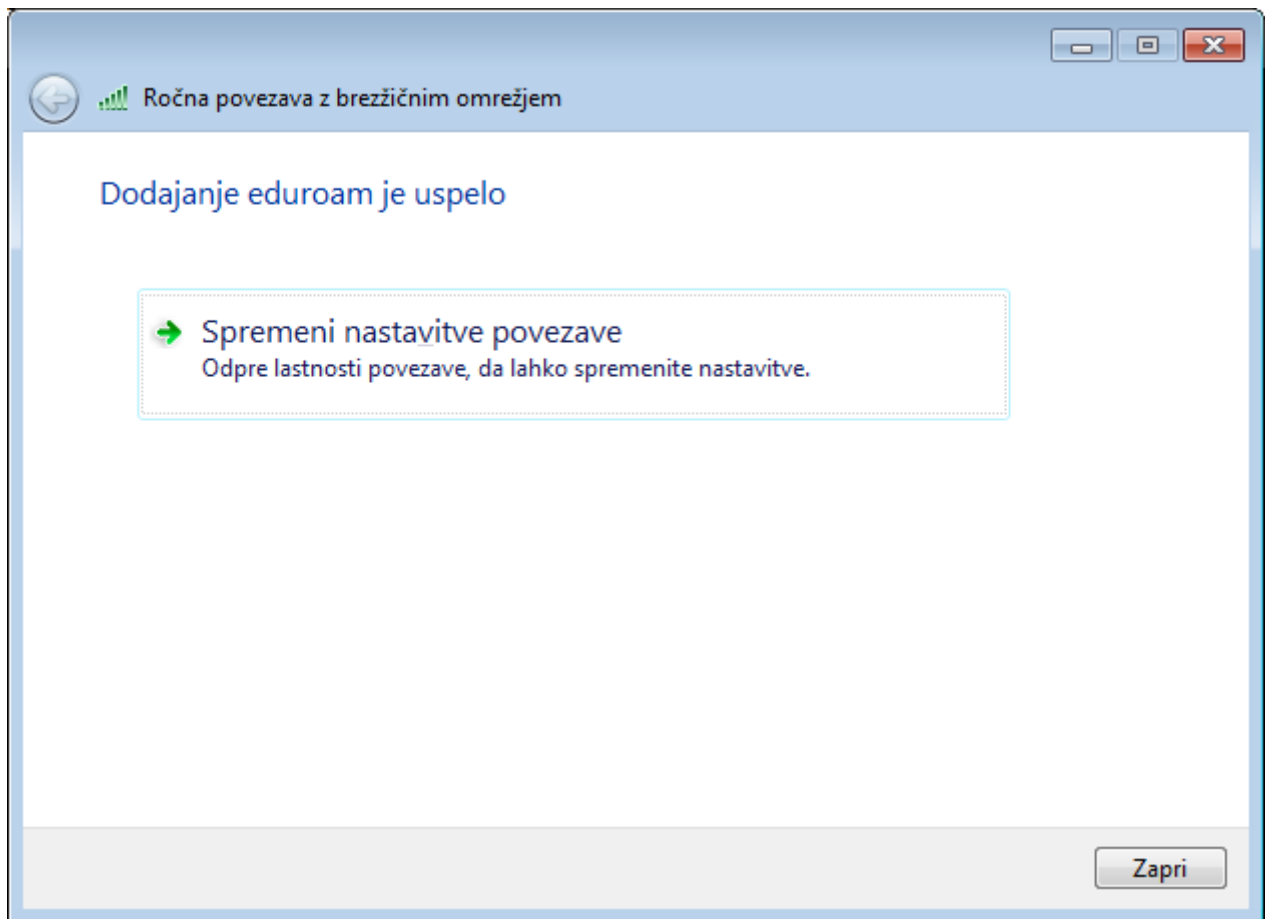 Ročna povezava z brezžičnim omrežjem
Dodajanje eduroam je uspelo
Spremeni nastavitve povezave
Odpre lastnosti povezave, da lahko spremenite nastavitve.
Zapri